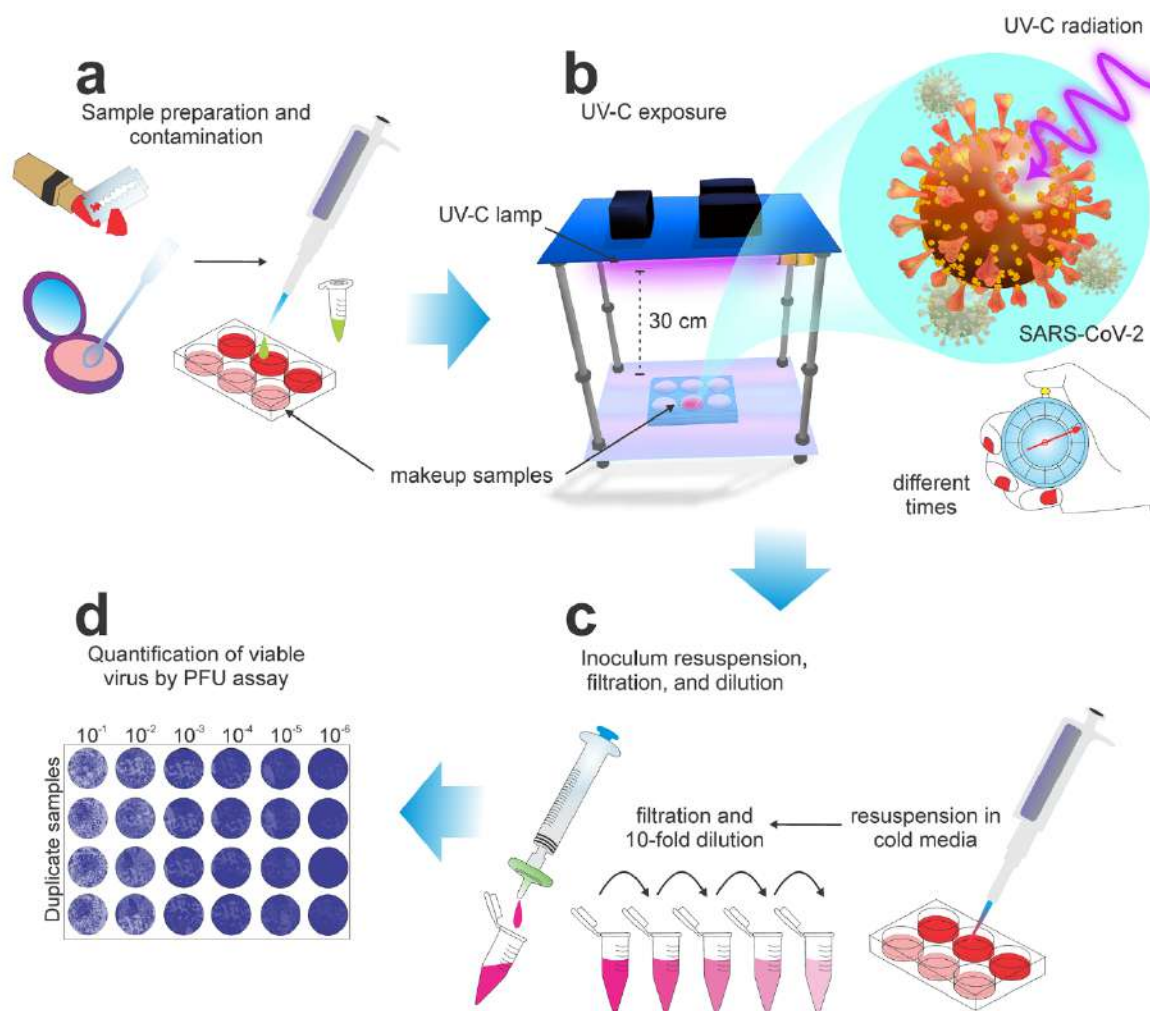 a
Sample preparation and
contamination
makeup samples
b
UV-C exposure
UV-C lamp
30 cm
UV-C radiation
SARS-CoV-2
different
times
c
Inoculum resuspension,
filtration, and dilution
resuspension in
cold media
filtration and
10-fold dilution
d
Quantification of viable
virus by PFU assay
10⁻¹ 10⁻² 10⁻³ 10⁻⁴ 10⁻⁵ 10⁻⁶
Duplicate samples